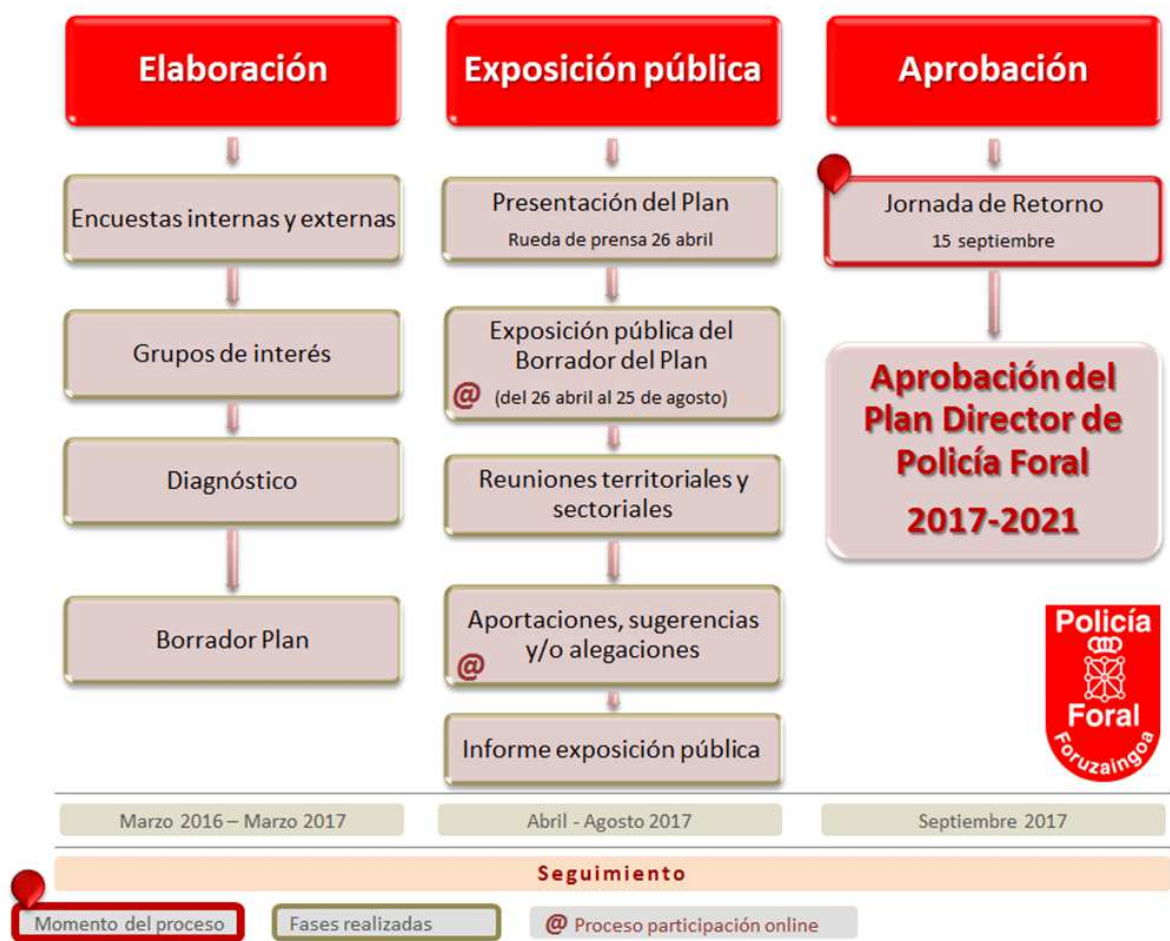 Elaboración
Encuestas internas y externas
Grupos de interés
Diagnóstico
Borrador Plan
Exposición pública
Presentación del Plan
Rueda de prensa 26 abril
Exposición pública del
Borrador del Plan
@ (del 26 abril al 25 de agosto)
Reuniones territoriales y
sectoriales
Aportaciones, sugerencias
y/o alegaciones
@
Informe exposición pública
Aprobación
Jornada de Retorno
15 septiembre
Aprobación del
Plan Director de
Policía Foral
2017-2021
Policía
Foral
Foruzaingoa
Marzo 2016 – Marzo 2017
Abril - Agosto 2017
Septiembre 2017
Seguimiento
Momento del proceso
Fases realizadas
@ Proceso participación online